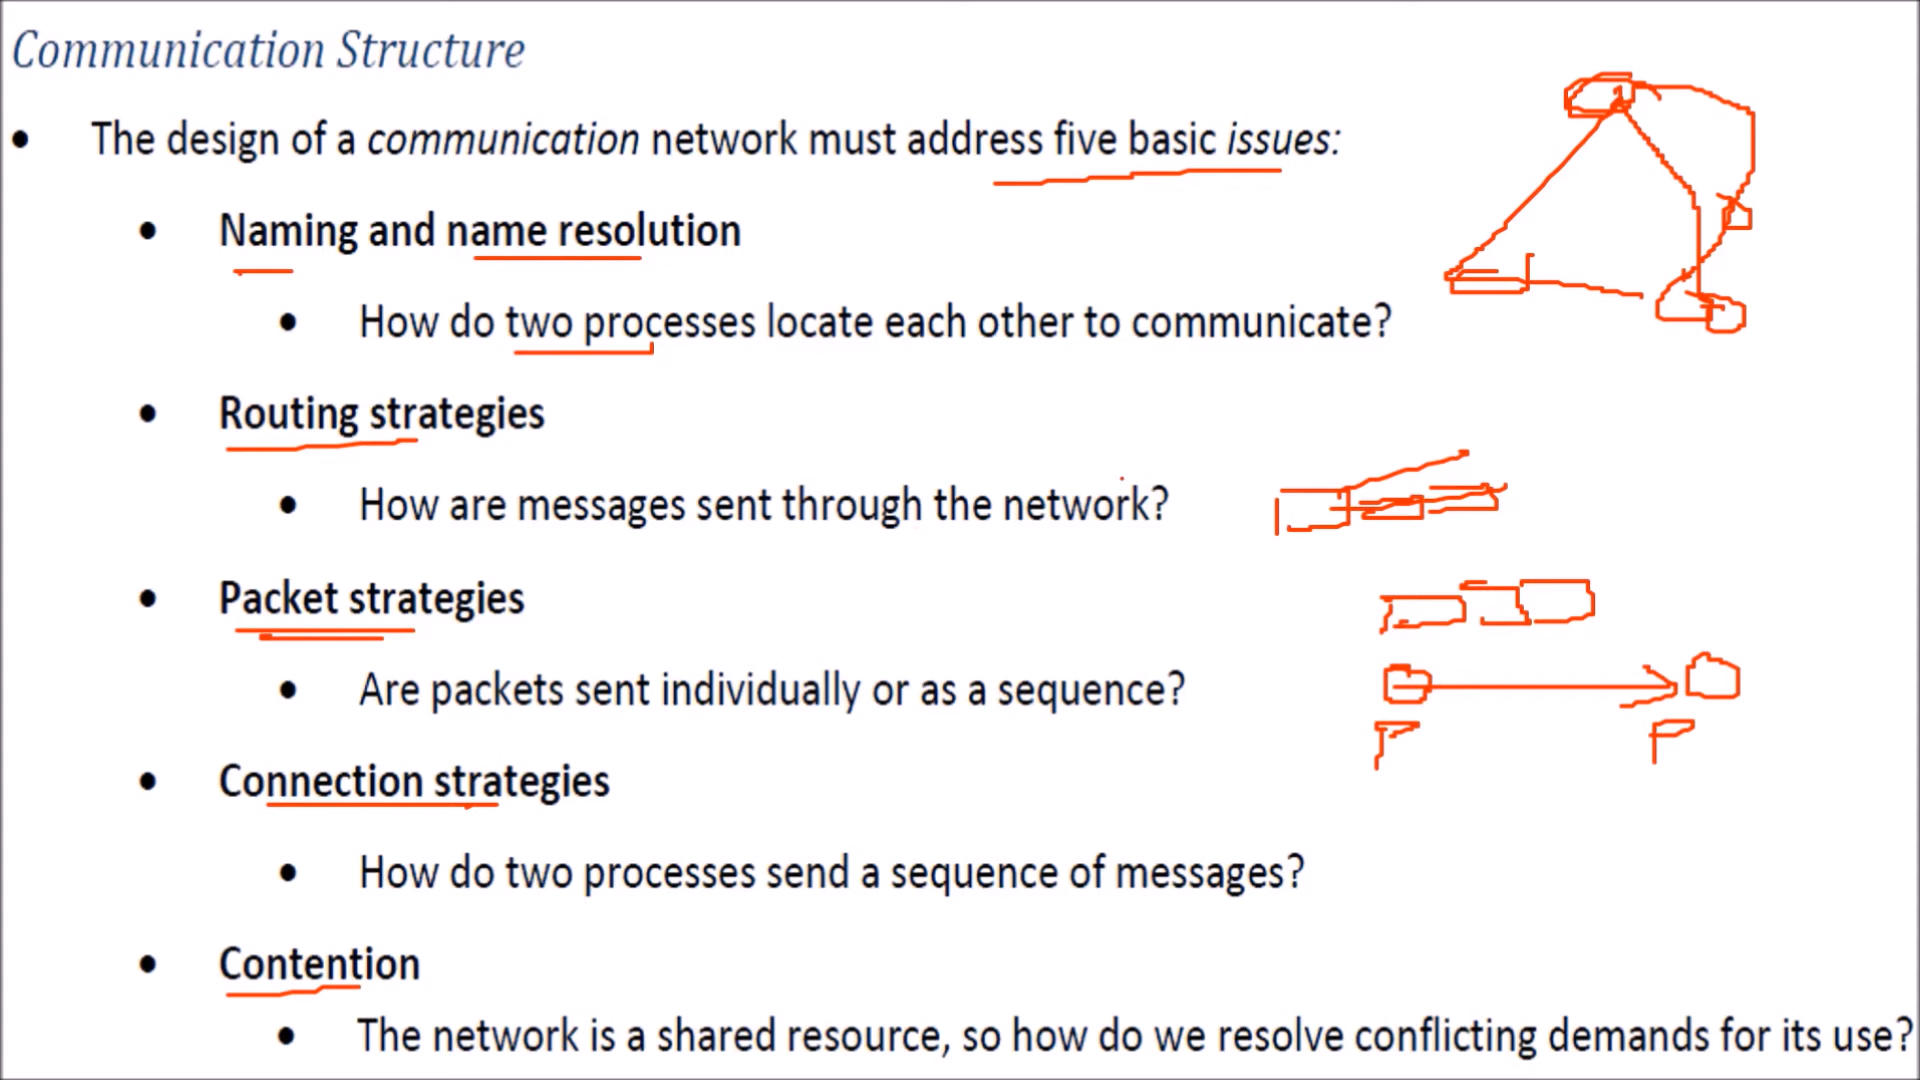 Communication Structure
• The design of a communication network must address five basic issues:
• Naming and name resolution
• How do two processes locate each other to communicate?
• Routing strategies
• How are messages sent through the network?
• Packet strategies
• Are packets sent individually or as a sequence?
• Connection strategies
• How do two processes send a sequence of messages?
• Contention
• The network is a shared resource, so how do we resolve conflicting demands for its use?